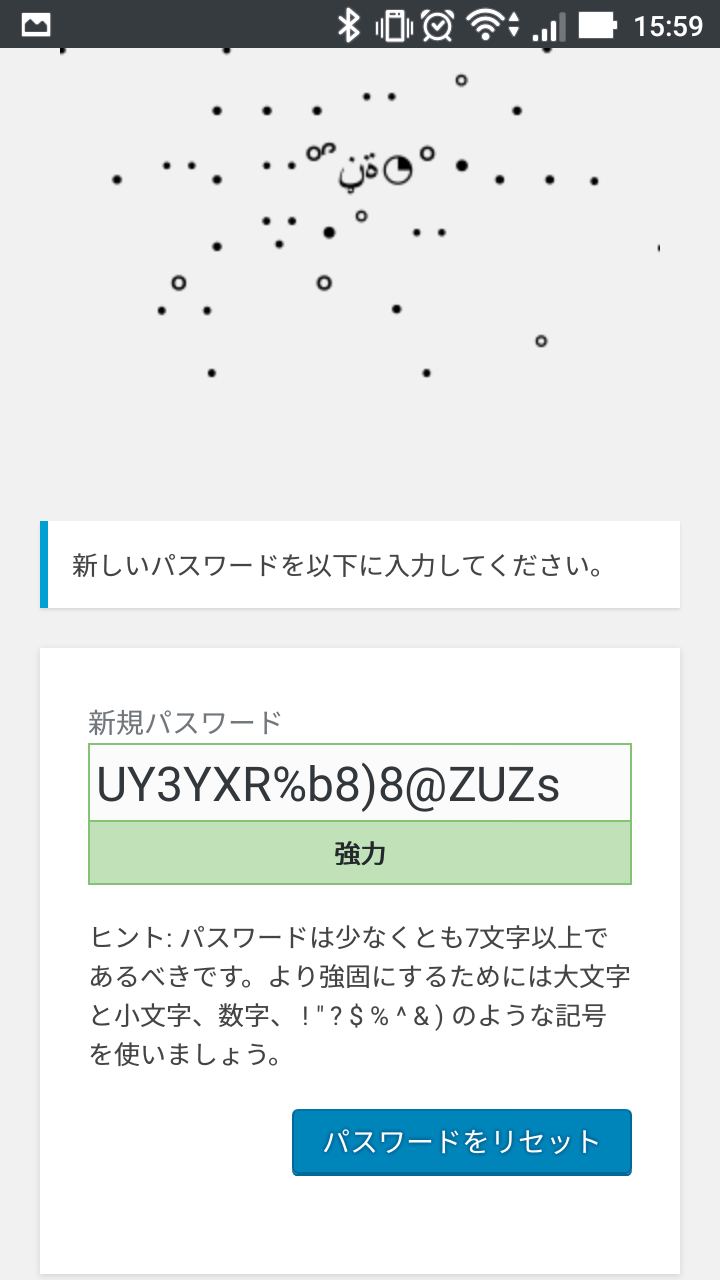 15:59
新しいパスワードを以下に入力してください。
新規パスワード
UY3YXR%b8)8@ZUZs
強力
ヒント: パスワードは少なくとも7文字以上で
あるべきです。より強固にするためには大文字
と小文字、数字、 ! " ? $ % ^ & ) のような記号
を使いましょう。
パスワードをリセット